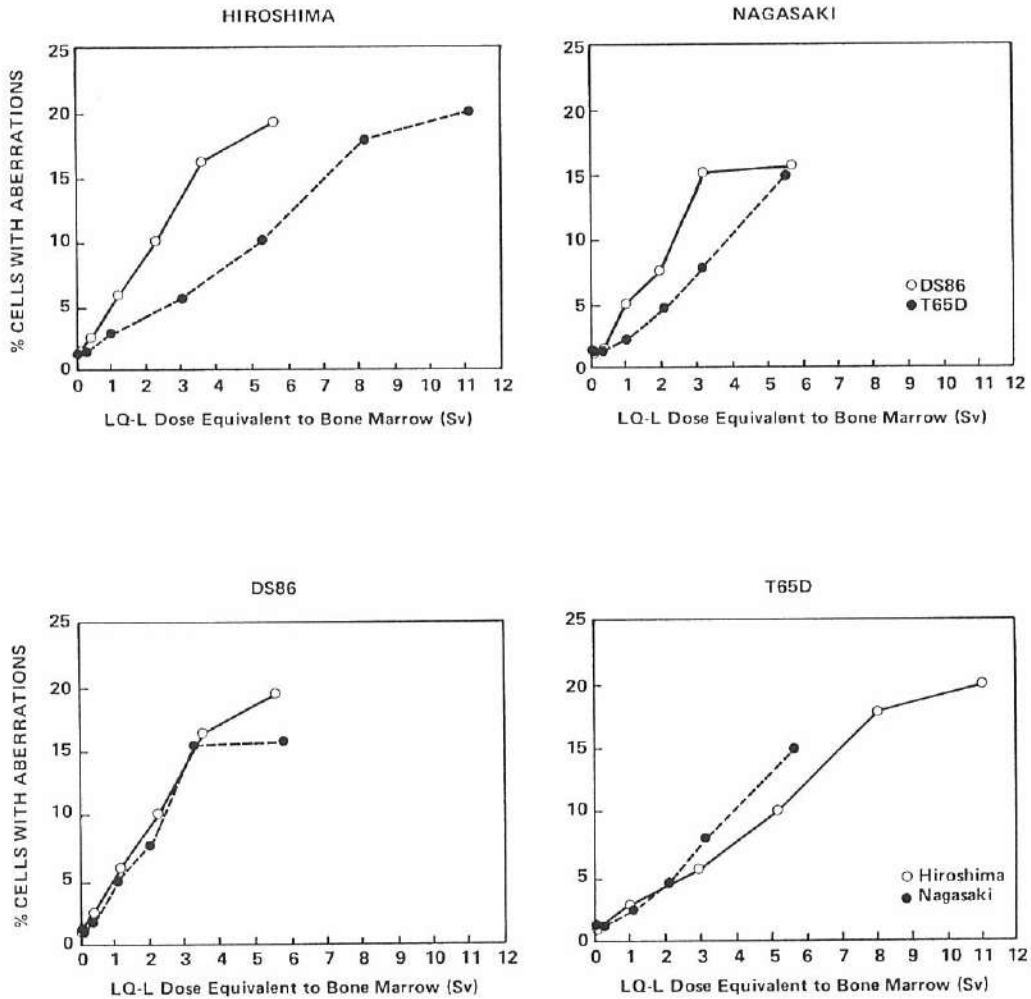 HIROSHIMA
25
20
15
10
5
0
% CELLS WITH ABERRATIONS
0 1 2 3 4 5 6 7 8 9 10 11 12
LQ-L Dose Equivalent to Bone Marrow (Sv)
NAGASAKI
25
20
15
10
5
0
DS86
T65D
0 1 2 3 4 5 6 7 8 9 10 11 12
LQ-L Dose Equivalent to Bone Marrow (Sv)
DS86
25
20
15
10
5
0
% CELLS WITH ABERRATIONS
0 1 2 3 4 5 6 7 8 9 10 11 12
LQ-L Dose Equivalent to Bone Marrow (Sv)
T65D
25
20
15
10
5
0
Hiroshima
Nagasaki
0 1 2 3 4 5 6 7 8 9 10 11 12
LQ-L Dose Equivalent to Bone Marrow (Sv)